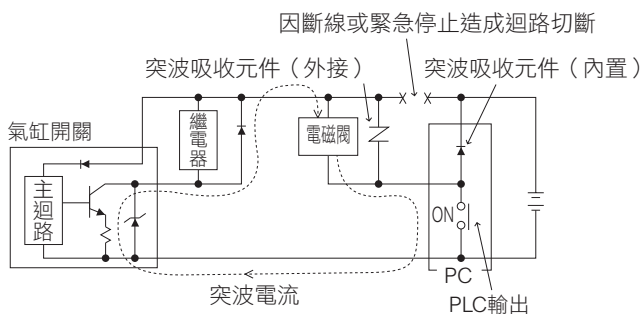 因斷線或緊急停止造成迴路切斷
突波吸收元件（外接）
突波吸收元件（內置）
氣缸開關
繼電器
電磁閥
主迴路
ON
PC
突波電流
PLC輸出